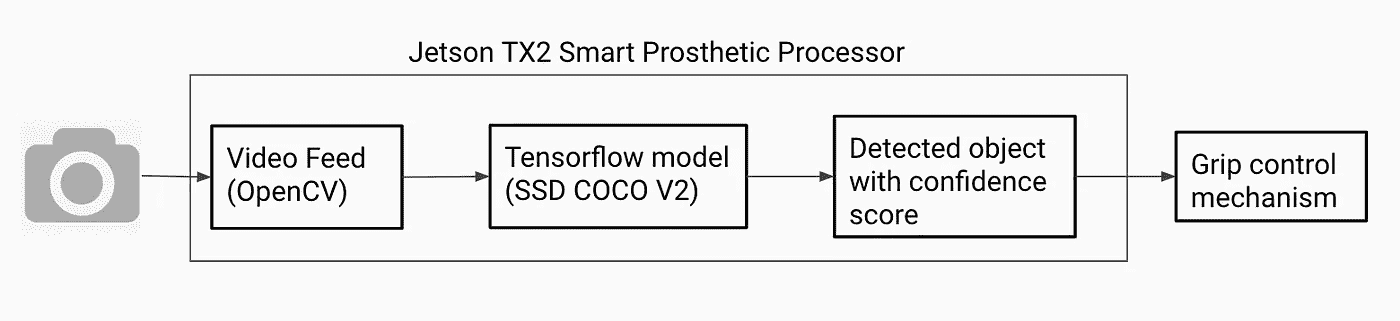 Jetson TX2 Smart Prosthetic Processor
Video Feed
(OpenCV)
Tensorflow model
(SSD COCO V2)
Detected object
with confidence
score
Grip control
mechanism